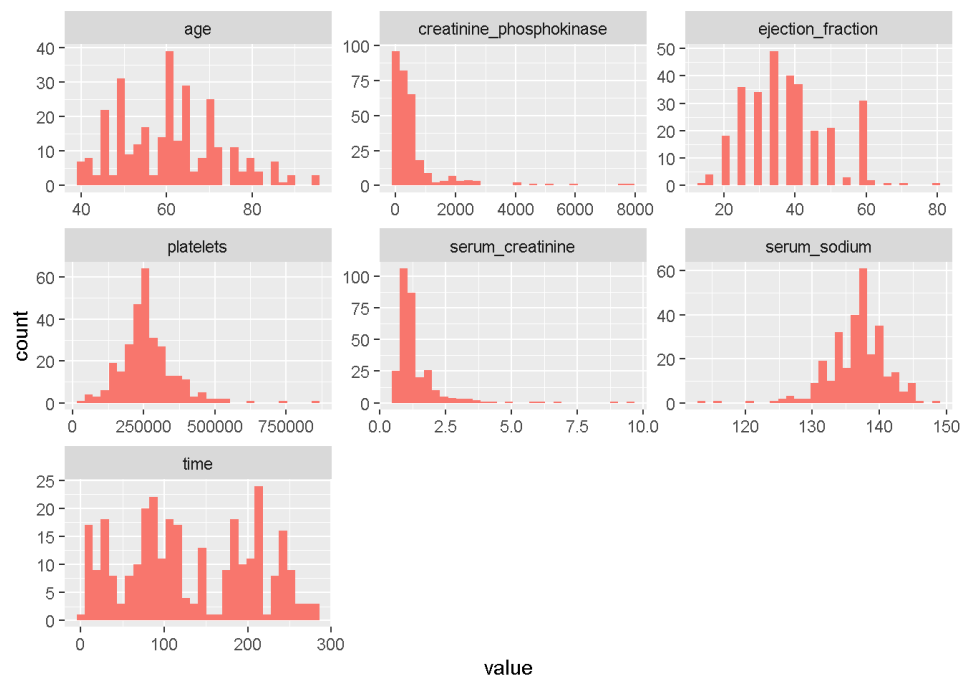 age
creatinine_phosphokinase
ejection_fraction
40
30
20
10
0
40 60 80
100
75
50
25
0
0 2000 4000 6000 8000
50
40
30
20
10
0
20 40 60 80
platelets
serum_creatinine
serum_sodium
60
40
20
0
0 250000 500000 750000
100
75
50
25
0
0.0 2.5 5.0 7.5 10.0
60
40
20
0
120 130 140 150
time
25
20
15
10
5
0
0 100 200 300
count
value